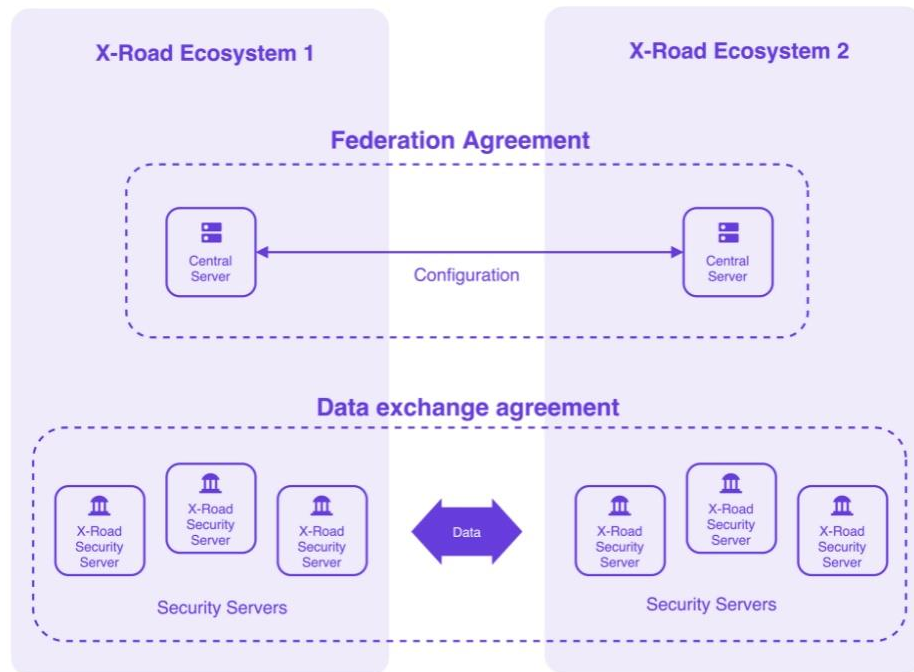 X-Road Ecosystem 1
X-Road Ecosystem 2
Federation Agreement
Central
Server
Configuration
Central
Server
Data exchange agreement
X-Road
Security
Server
X-Road
Security
Server
X-Road
Security
Server
Data
X-Road
Security
Server
X-Road
Security
Server
X-Road
Security
Server
Security Servers
Security Servers